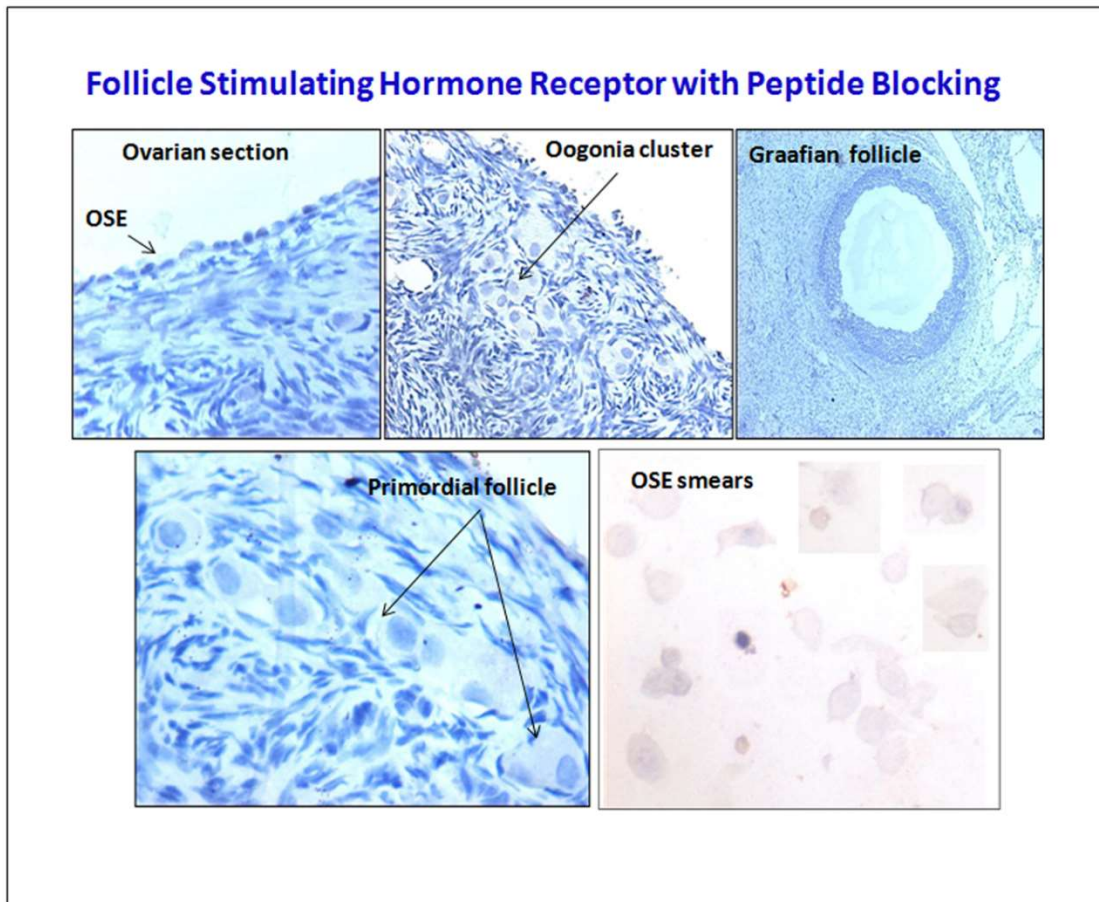 Follicle Stimulating Hormone Receptor with Peptide Blocking
Ovarian section
OSE
Oogonia cluster
Graafian follicle
Primordial follicle
OSE smears